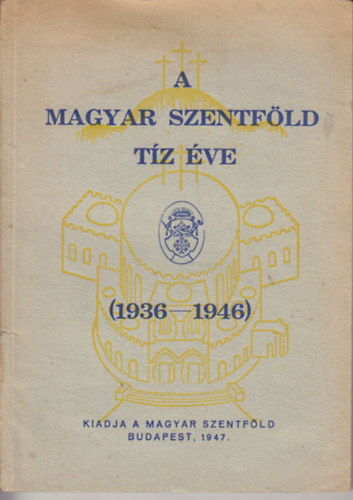 A
MAGYAR SZENTFÖLD
TÍZ ÉVE
(1936—1946)
KIADJA A MAGYAR SZENTFÖLD
BUDAPEST, 1947.